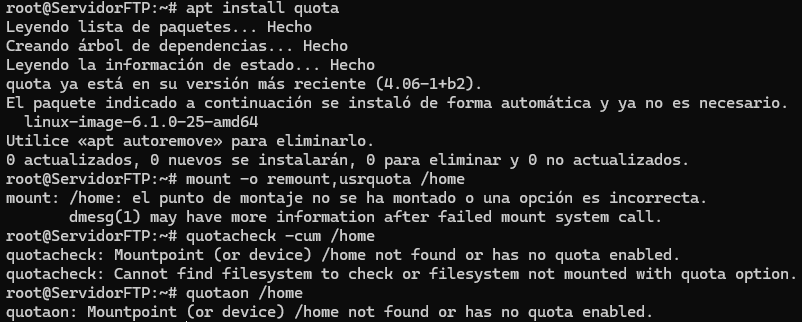 root@ServidorFTP:~# apt install quota
Leyendo lista de paquetes... Hecho
Creando árbol de dependencias... Hecho
Leyendo la información de estado... Hecho
quota ya está en su versión más reciente (4.06-1+b2).
El paquete indicado a continuación se instaló de forma automática y ya no es necesario.
  linux-image-6.1.0-25-amd64
Utilice «apt autoremove» para eliminarlo.
0 actualizados, 0 nuevos se instalarán, 0 para eliminar y 0 no actualizados.
root@ServidorFTP:~# mount -o remount,usrquota /home
mount: /home: el punto de montaje no se ha montado o una opción es incorrecta.
       dmesg(1) may have more information after failed mount system call.
root@ServidorFTP:~# quotacheck -cum /home
quotacheck: Mountpoint (or device) /home not found or has no quota enabled.
quotacheck: Cannot find filesystem to check or filesystem not mounted with quota option.
root@ServidorFTP:~# quotaon /home
quotaon: Mountpoint (or device) /home not found or has no quota enabled.